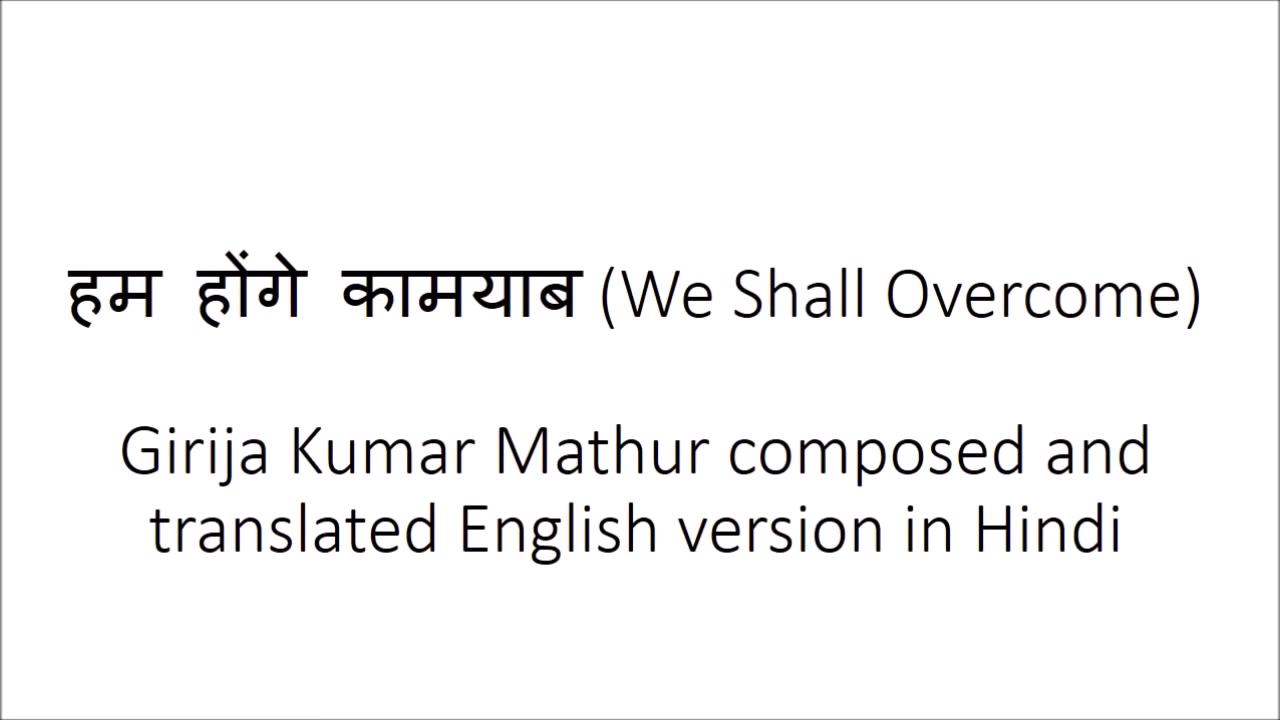 हम होंगे कामयाब (We Shall Overcome)
Girija Kumar Mathur composed and
translated English version in Hindi